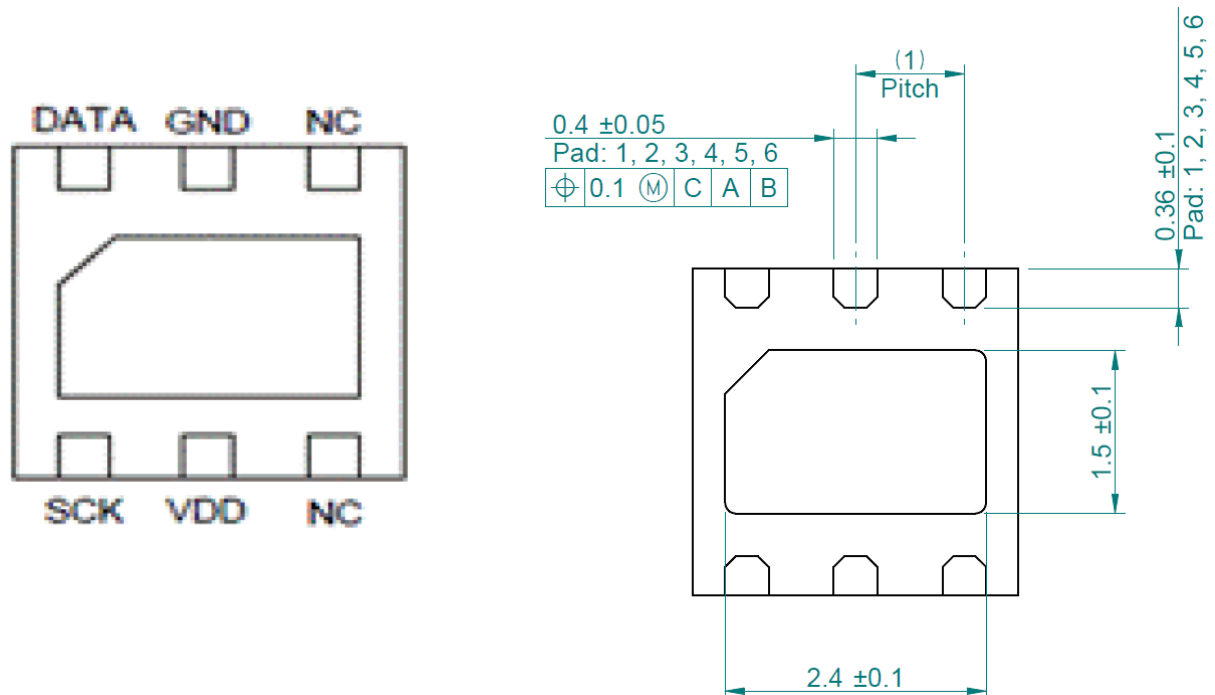 DATA GND NC
SCK VDD NC
(1)
Pitch
0.4 ±0.05
Pad: 1, 2, 3, 4, 5, 6
⌖ 0.1 Ⓜ C A B
0.36 ±0.1
Pad: 1, 2, 3, 4, 5, 6
1.5 ±0.1
2.4 ±0.1